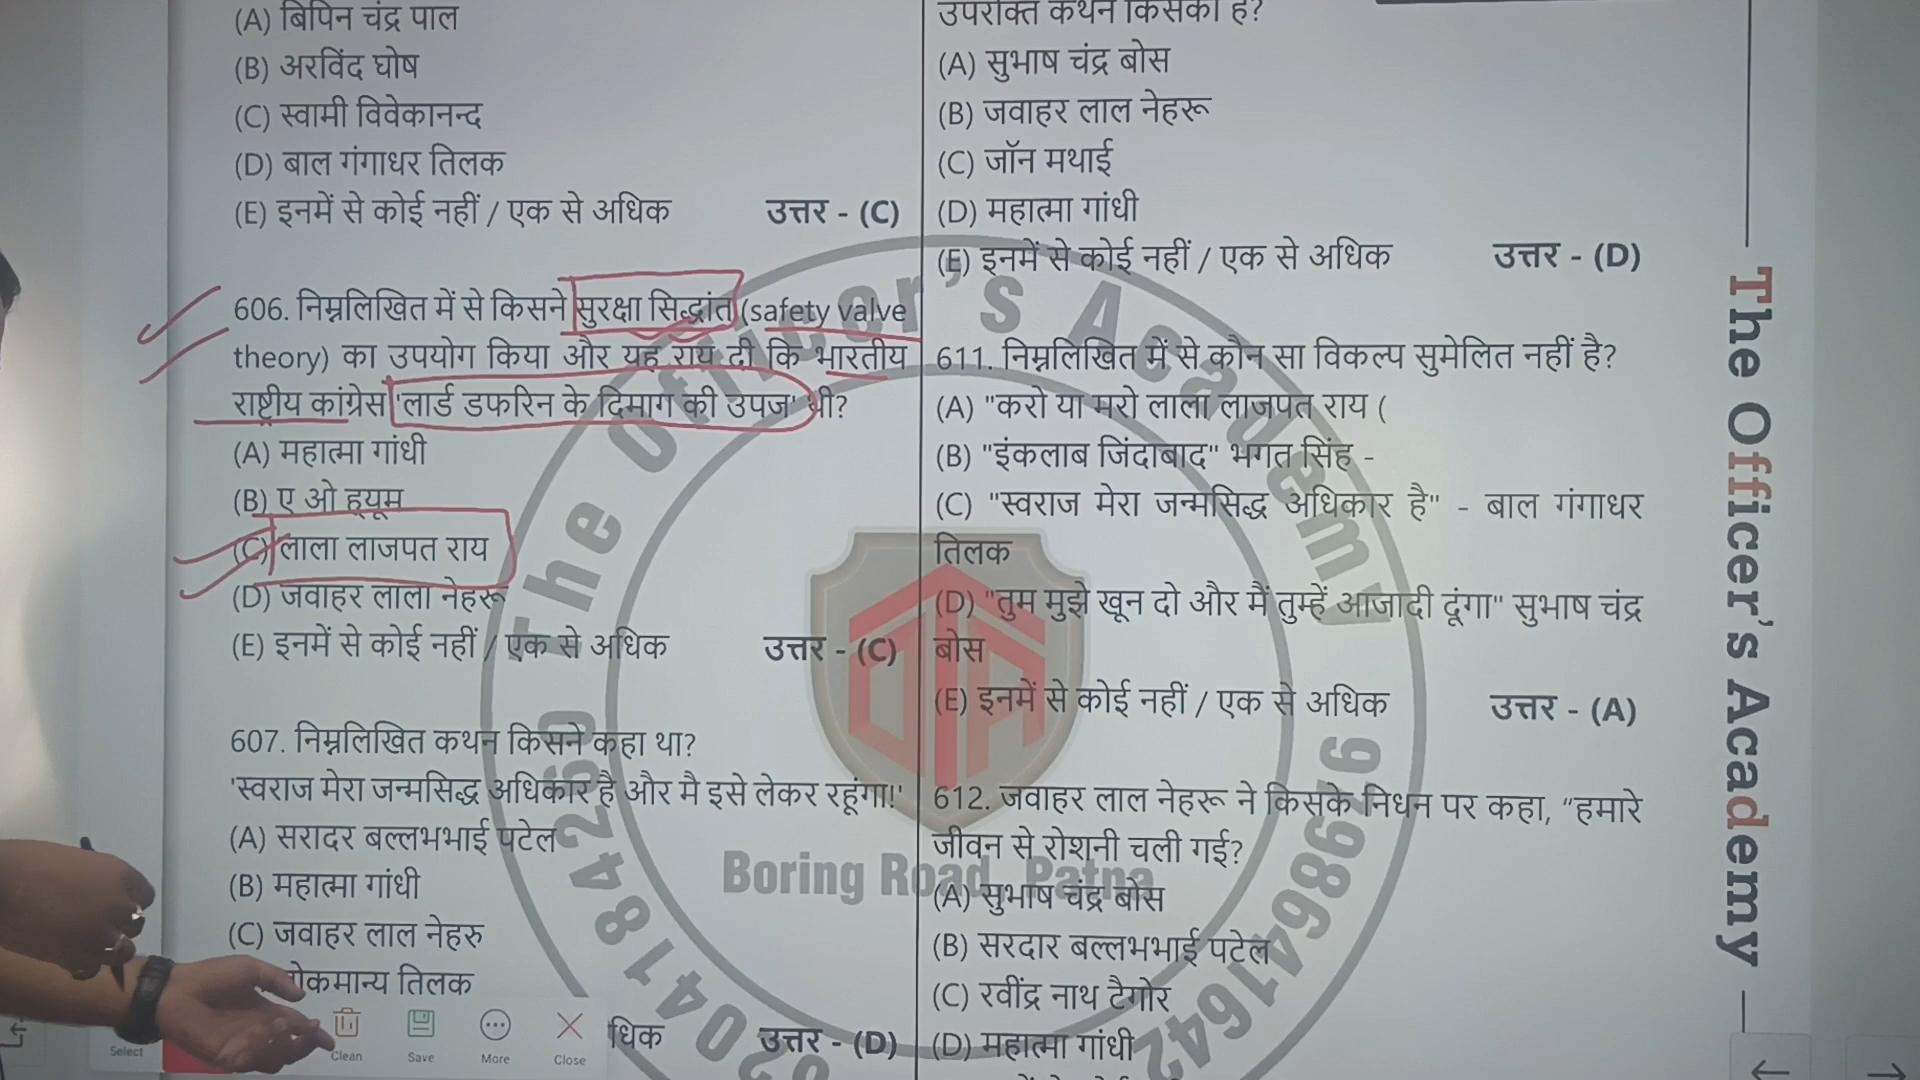 (A) बिपिन चंद्र पाल
(B) अरविंद घोष
(C) स्वामी विवेकानन्द
(D) बाल गंगाधर तिलक
(E) इनमें से कोई नहीं / एक से अधिक उत्तर - (C)
606. निम्नलिखित में से किसने सुरक्षा सिद्धांत (safety valve
theory) का उपयोग किया और यह राय दी कि भारतीय
राष्ट्रीय कांग्रेस 'लार्ड डफरिन के दिमाग की उपज' थी?
(A) महात्मा गांधी
(B) ए ओ ह्यूम
(C) लाला लाजपत राय
(D) जवाहर लाला नेहरू
(E) इनमें से कोई नहीं / एक से अधिक उत्तर - (C)
607. निम्नलिखित कथन किसने कहा था?
'स्वराज मेरा जन्मसिद्ध अधिकार है और मै इसे लेकर रहूंगा!'
(A) सरादर बल्लभभाई पटेल
(B) महात्मा गांधी
(C) जवाहर लाल नेहरु
तिलक
उत्तर - (D)
उपरोक्त कथन किसका है?
(A) सुभाष चंद्र बोस
(B) जवाहर लाल नेहरू
(C) जॉन मथाई
(D) महात्मा गांधी
(E) इनमें से कोई नहीं / एक से अधिक उत्तर - (D)
611. निम्नलिखित में से कौन सा विकल्प सुमेलित नहीं है?
(A) "करो या मरो लाला लाजपत राय (
(B) "इंकलाब जिंदाबाद" भगत सिंह -
(C) "स्वराज मेरा जन्मसिद्ध अधिकार है" - बाल गंगाधर
तिलक
(D) "तुम मुझे खून दो और मैं तुम्हें आजादी दूंगा" सुभाष चंद्र
बोस
(E) इनमें से कोई नहीं / एक से अधिक उत्तर - (A)
612. जवाहर लाल नेहरू ने किसके निधन पर कहा, "हमारे
जीवन से रोशनी चली गई?
(A) सुभाष चंद्र बोस
(B) सरदार बल्लभभाई पटेल
(C) रवींद्र नाथ टैगोर
(D) महात्मा गांधी
The Officer's Academy
The Officer's Academy
Boring Road, Patna
9798641642
Select
Clean
Save
More
Close